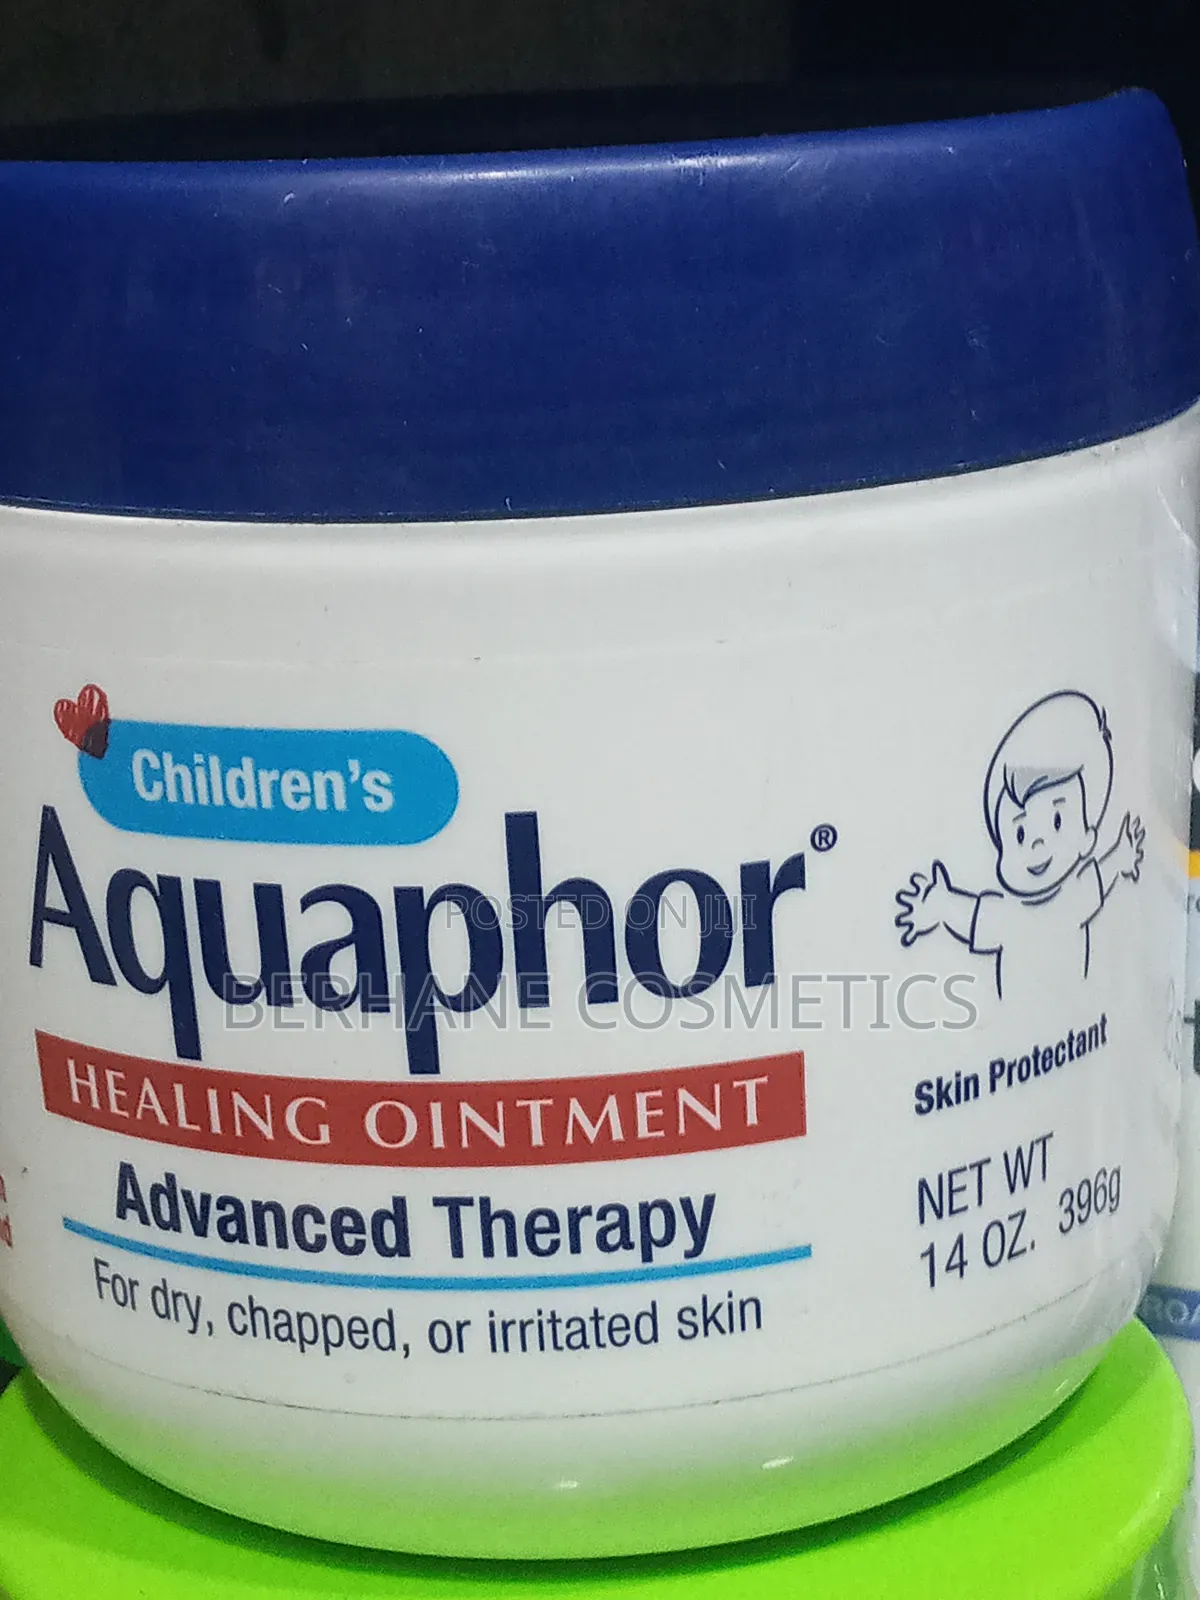 Children's
Aquaphor®
POSTED ON JIJI
BERHANE COSMETICS
HEALING OINTMENT
Advanced Therapy
For dry, chapped, or irritated skin
Skin Protectant
NET WT
14 OZ. 396g